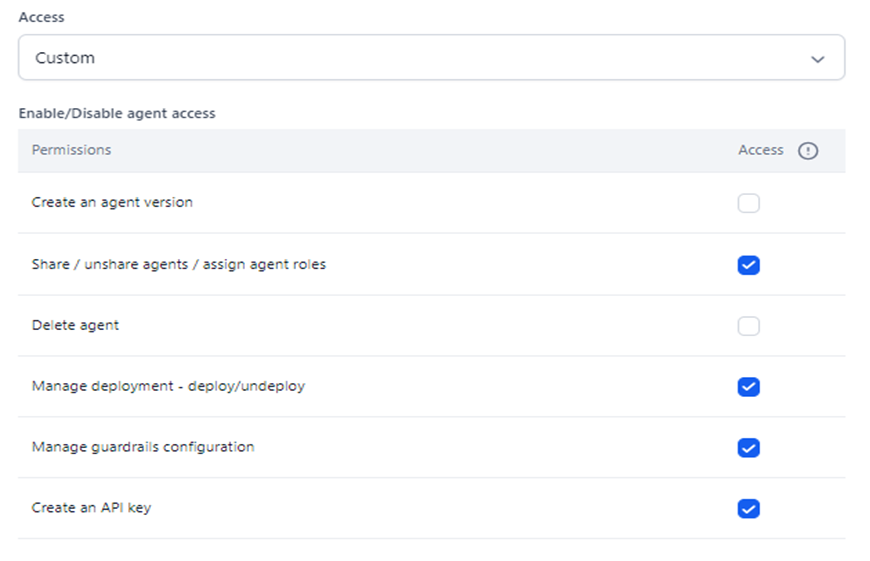 Access
Custom
Enable/Disable agent access
Permissions Access
Create an agent version
Share / unshare agents / assign agent roles
Delete agent
Manage deployment - deploy/undeploy
Manage guardrails configuration
Create an API key